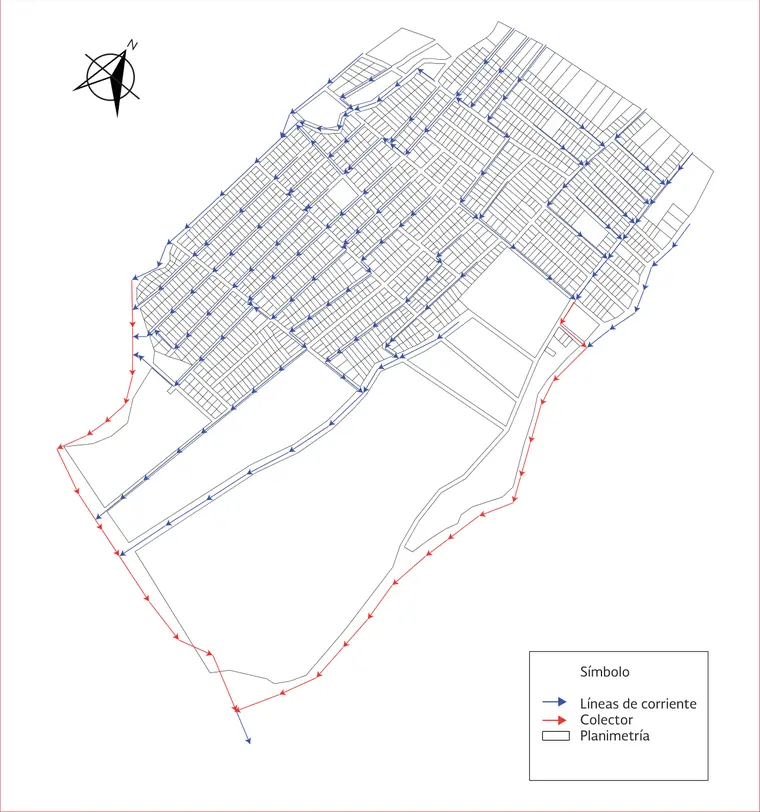 N
Símbolo
Líneas de corriente
Colector
Planimetría